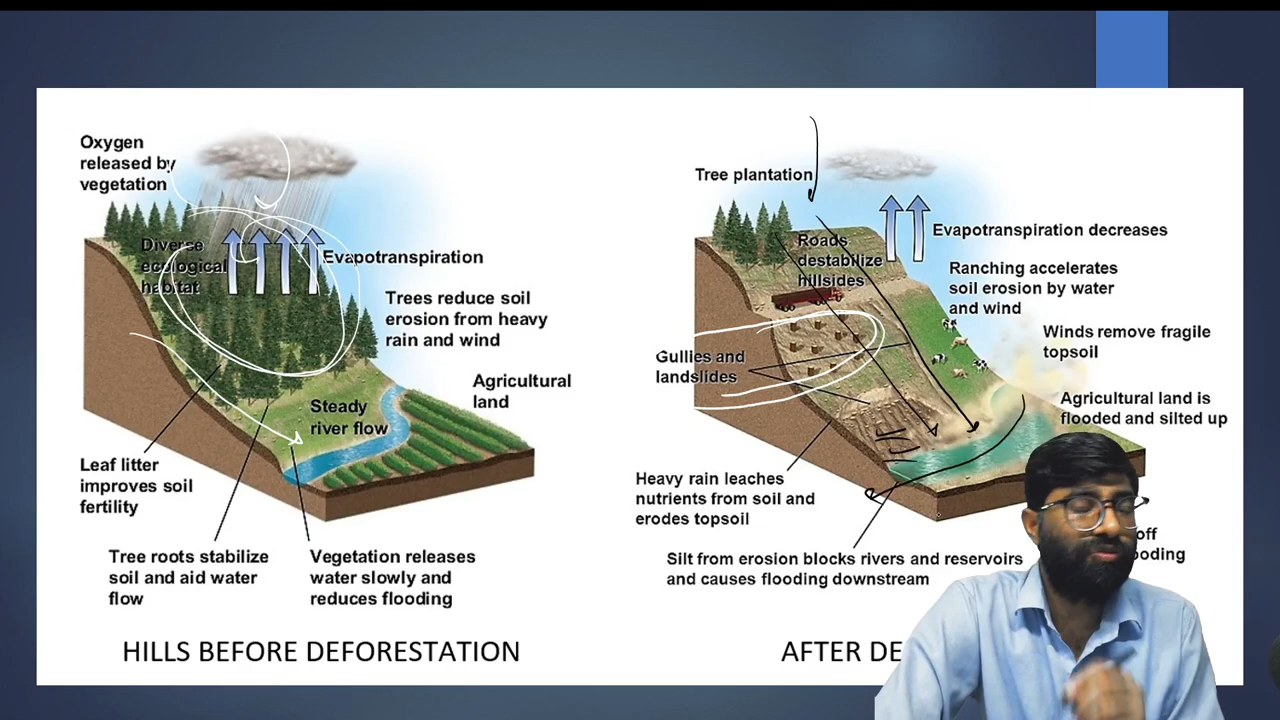 Oxygen
released by
vegetation
Diverse
ecological
habitat
Evapotranspiration
Trees reduce soil
erosion from heavy
rain and wind
Agricultural
land
Steady
river flow
Leaf litter
improves soil
fertility
Tree roots stabilize
soil and aid water
flow
Vegetation releases
water slowly and
reduces flooding
HILLS BEFORE DEFORESTATION
Tree plantation
Roads
destabilize
hillsides
Evapotranspiration decreases
Ranching accelerates
soil erosion by water
and wind
Winds remove fragile
topsoil
Gullies and
landslides
Agricultural land is
flooded and silted up
Heavy rain leaches
nutrients from soil and
erodes topsoil
Silt from erosion blocks rivers and reservoirs
and causes flooding downstream
AFTER